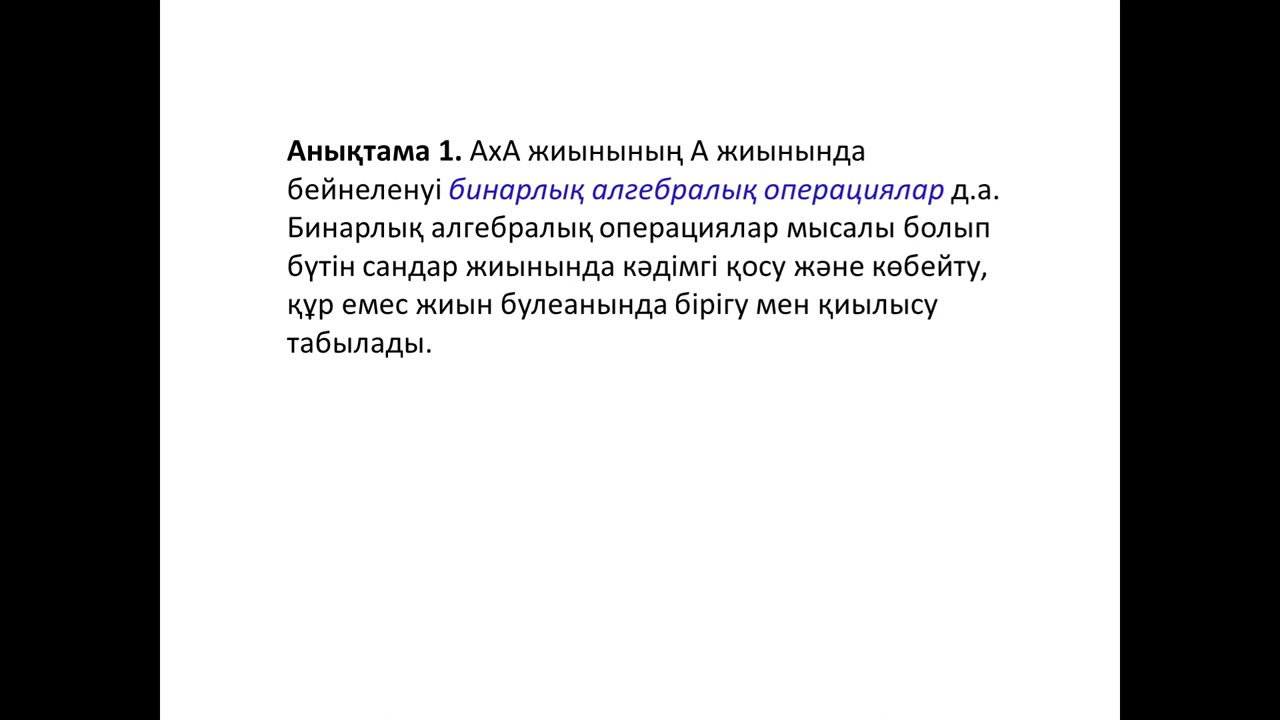 Анықтама 1. АхА жиынының А жиынында
бейнеленуі бинарлық алгебралық операциялар д.а.
Бинарлық алгебралық операциялар мысалы болып
бүтін сандар жиынында кәдімгі қосу және көбейту,
құр емес жиын булеанында бірігу мен қиылысу
табылады.